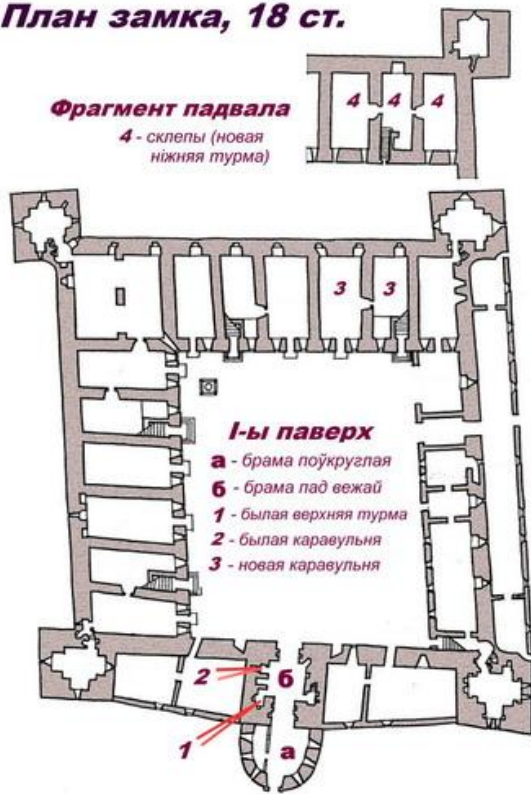 План замка, 18 ст.
Фрагмент падвала
4 - склепы (новая
ніжняя турма)
4 4 4
3 3
І-ы паверх
а - брама поўкруглая
б - брама пад вежай
1 - былая верхняя турма
2 - былая каравульня
3 - новая каравульня
2
б
1
а